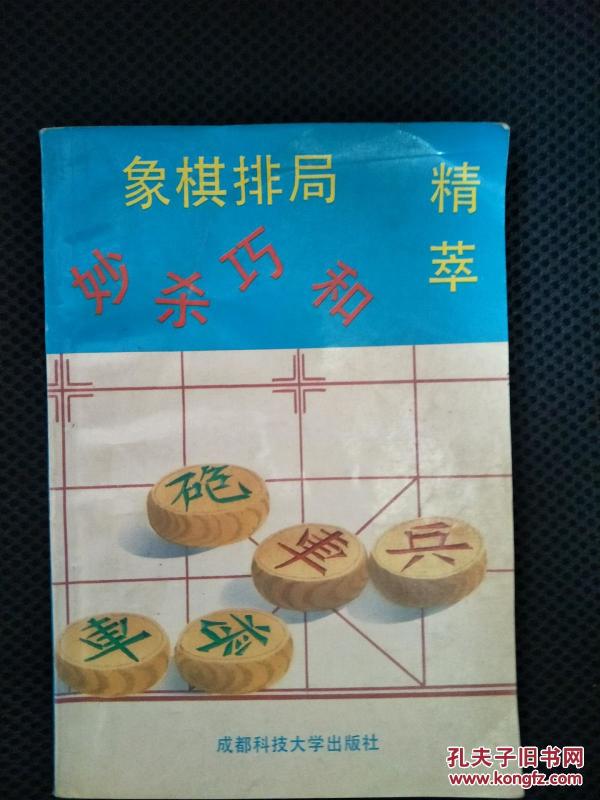 象棋排局
精萃
妙杀巧和
砲
車
兵
車
成都科技大学出版社
孔夫子旧书网
www.kongfz.com